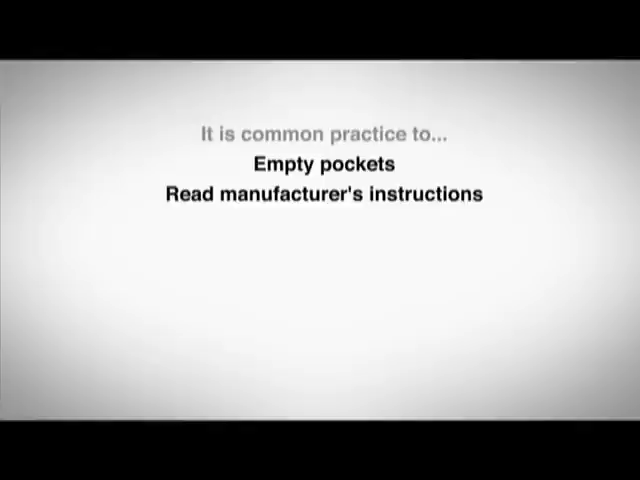 It is common practice to...
Empty pockets
Read manufacturer's instructions